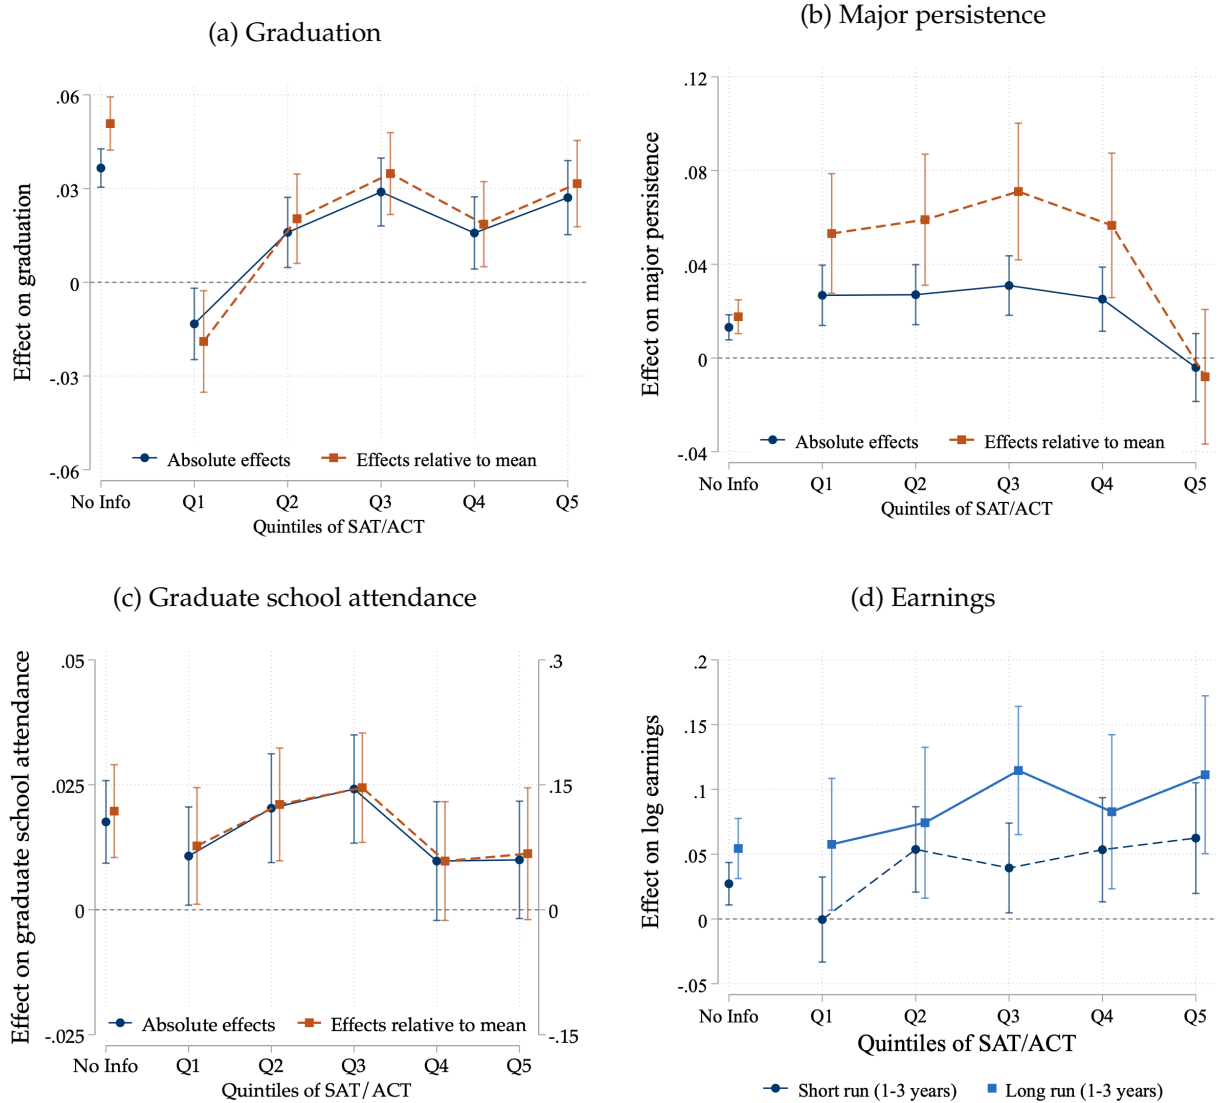 (a) Graduation
Effect on graduation
.06
.03
0
-.03
-.06
Absolute effects
Effects relative to mean
No Info
Q1
Q2
Q3
Q4
Q5
Quintiles of SAT/ACT
(b) Major persistence
Effect on major persistence
.12
.08
.04
0
-.04
Absolute effects
Effects relative to mean
No Info
Q1
Q2
Q3
Q4
Q5
Quintiles of SAT/ACT
(c) Graduate school attendance
Effect on graduate school attendance
.05
.025
0
-.025
.3
.15
0
-.15
Absolute effects
Effects relative to mean
No Info
Q1
Q2
Q3
Q4
Q5
Quintiles of SAT/ACT
(d) Earnings
Effect on log earnings
.2
.15
.1
.05
0
-.05
No Info
Q1
Q2
Q3
Q4
Q5
Quintiles of SAT/ACT
Short run (1-3 years)
Long run (1-3 years)